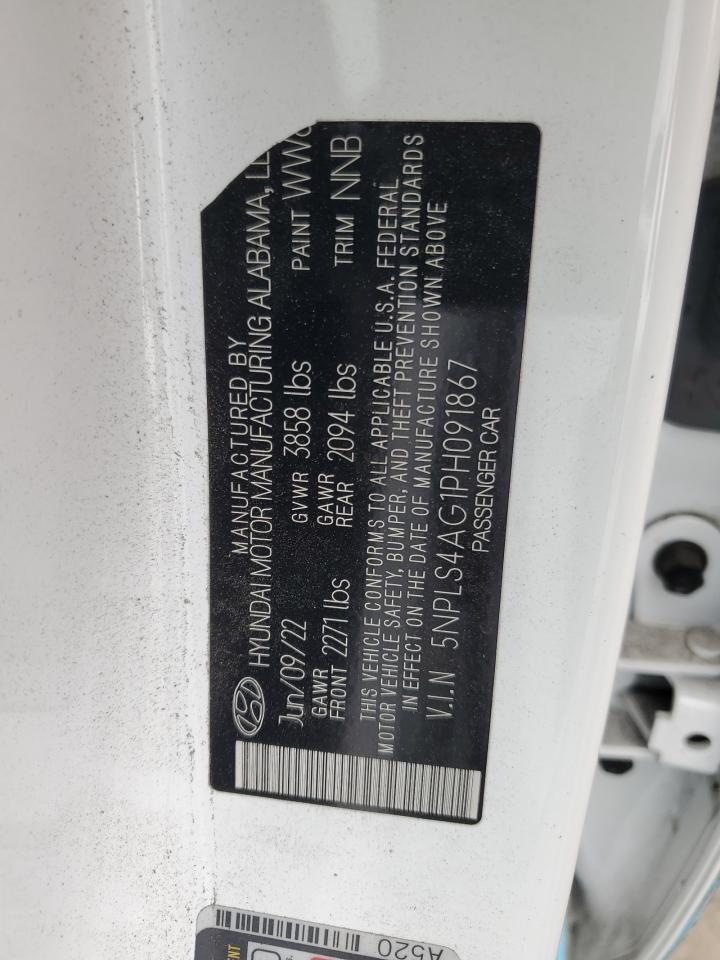 MANUFACTURED BY
HYUNDAI MOTOR MANUFACTURING ALABAMA,
Jun/09/22 GVWR 3858 lbs PAINT
GAWR FRONT 2271 lbs GAWR REAR 2094 lbs TRIM NNB
THIS VEHICLE CONFORMS TO ALL APPLICABLE U.S.A. FEDERAL
MOTOR VEHICLE SAFETY, BUMPER, AND THEFT PREVENTION STANDARDS
IN EFFECT ON THE DATE OF MANUFACTURE SHOWN ABOVE
V.I.N 5NPLS4AG1PH091867
PASSENGER CAR
A520